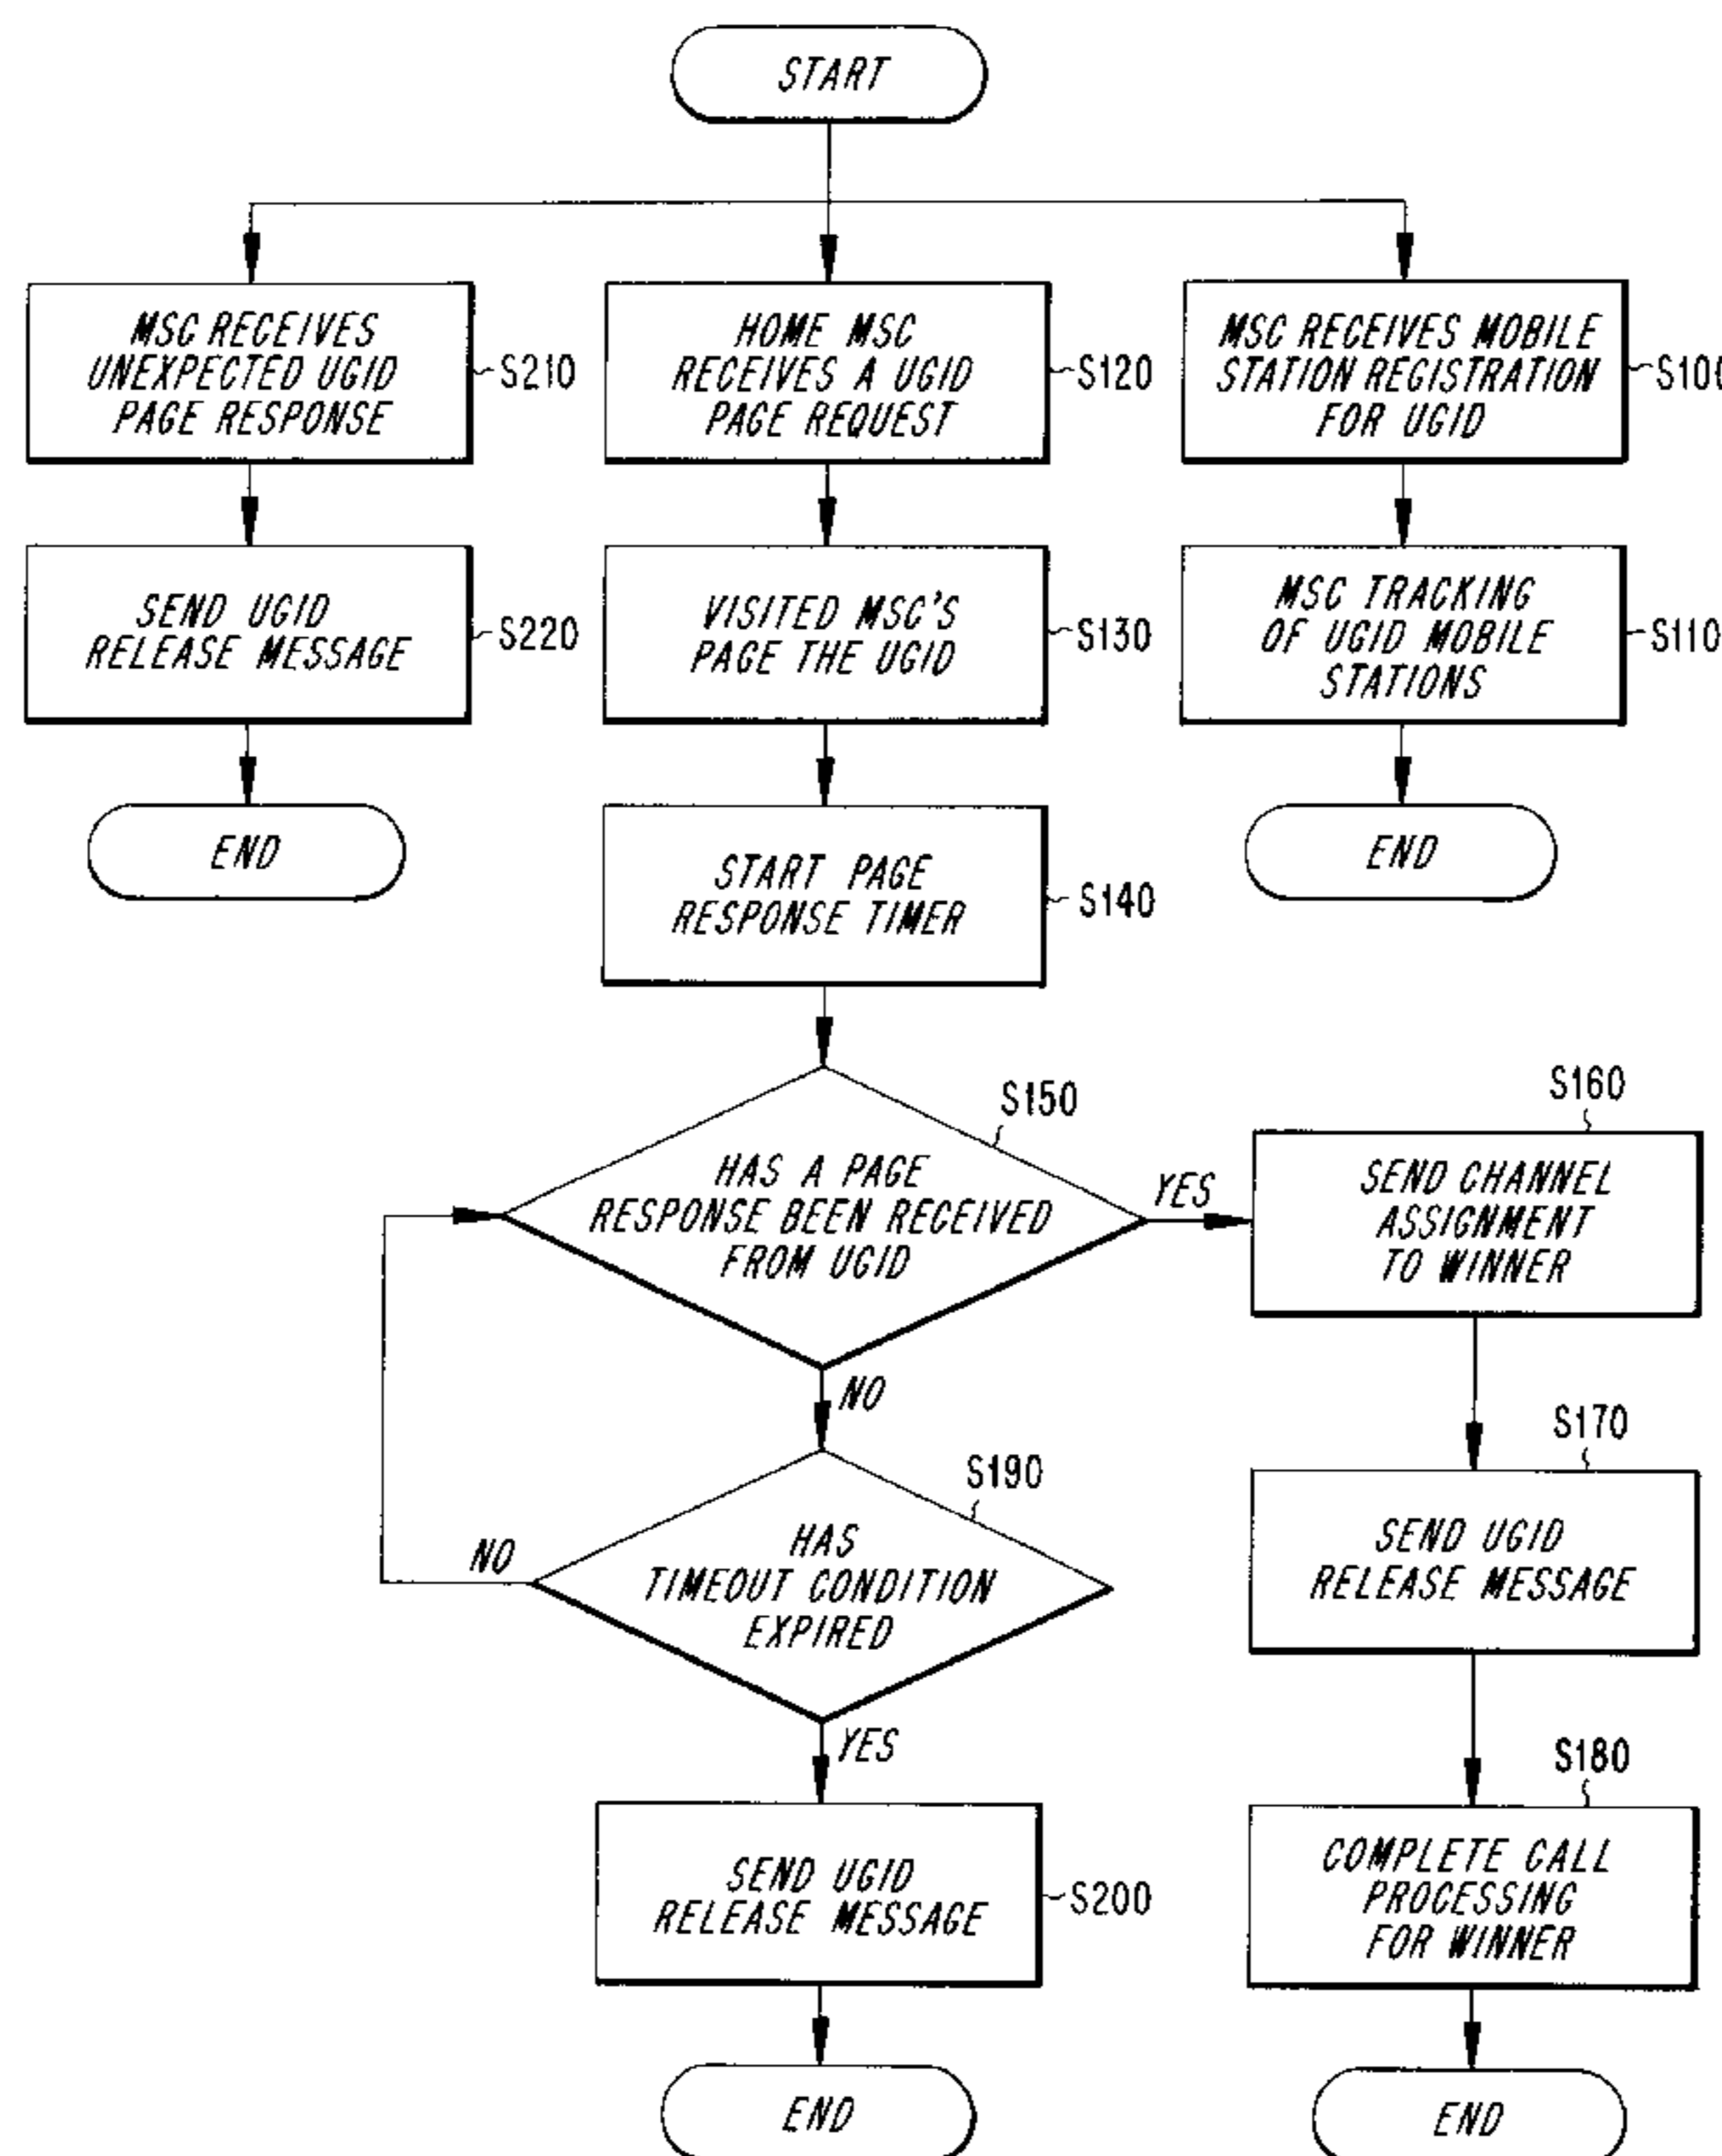 START
MSC RECEIVES
UNEXPECTED UGID
PAGE RESPONSE
S210
HOME MSC
RECEIVES A UGID
PAGE REQUEST
S120
MSC RECEIVES MOBILE
STATION REGISTRATION
FOR UGID
S100
SEND UGID
RELEASE MESSAGE
S220
VISITED MSC'S
PAGE THE UGID
S130
MSC TRACKING
OF UGID MOBILE
STATIONS
S110
END
START PAGE
RESPONSE TIMER
S140
END
S150
HAS A PAGE
RESPONSE BEEN RECEIVED
FROM UGID
YES
S160
SEND CHANNEL
ASSIGNMENT
TO WINNER
NO
S190
HAS
TIMEOUT CONDITION
EXPIRED
NO
YES
S170
SEND UGID
RELEASE MESSAGE
S180
COMPLETE CALL
PROCESSING
FOR WINNER
SEND UGID
RELEASE MESSAGE
S200
END
END